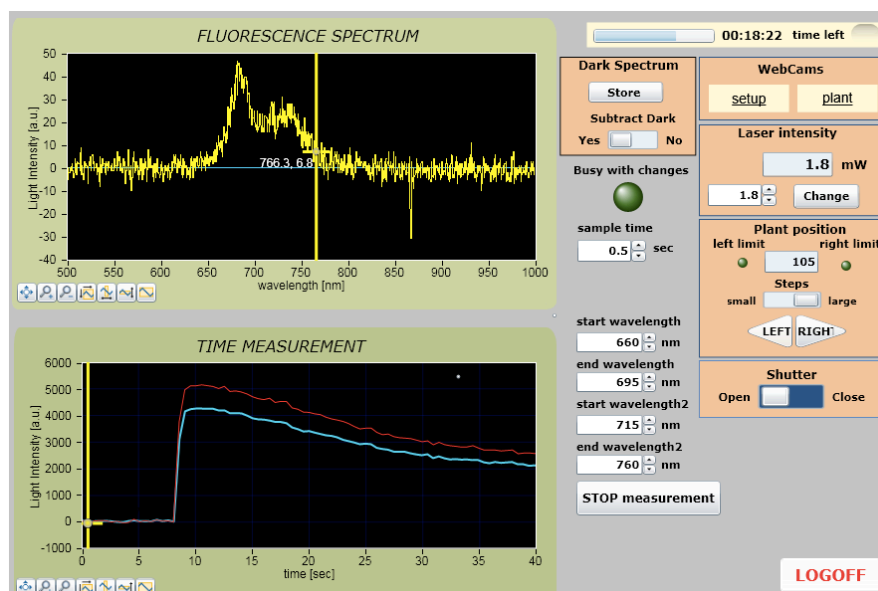 FLUORESCENCE SPECTRUM
Light Intensity [a.u.]
50
40
30
20
10
0
-10
-20
-30
-40
766.3, 6.8
500 550 600 650 700 750 800 850 900 950 1000
wavelength [nm]
TIME MEASUREMENT
Light Intensity [a.u.]
6000
5000
4000
3000
2000
1000
0
-1000
0 5 10 15 20 25 30 35 40
time [sec]
00:18:22 time left
Dark Spectrum
Store
Subtract Dark
Yes No
Busy with changes
sample time
0.5 sec
start wavelength
660 nm
end wavelength
695 nm
start wavelength2
715 nm
end wavelength2
760 nm
STOP measurement
WebCams
setup plant
Laser intensity
1.8 mW
1.8 Change
Plant position
left limit right limit
105
Steps
small large
LEFT RIGHT
Shutter
Open Close
LOGOFF